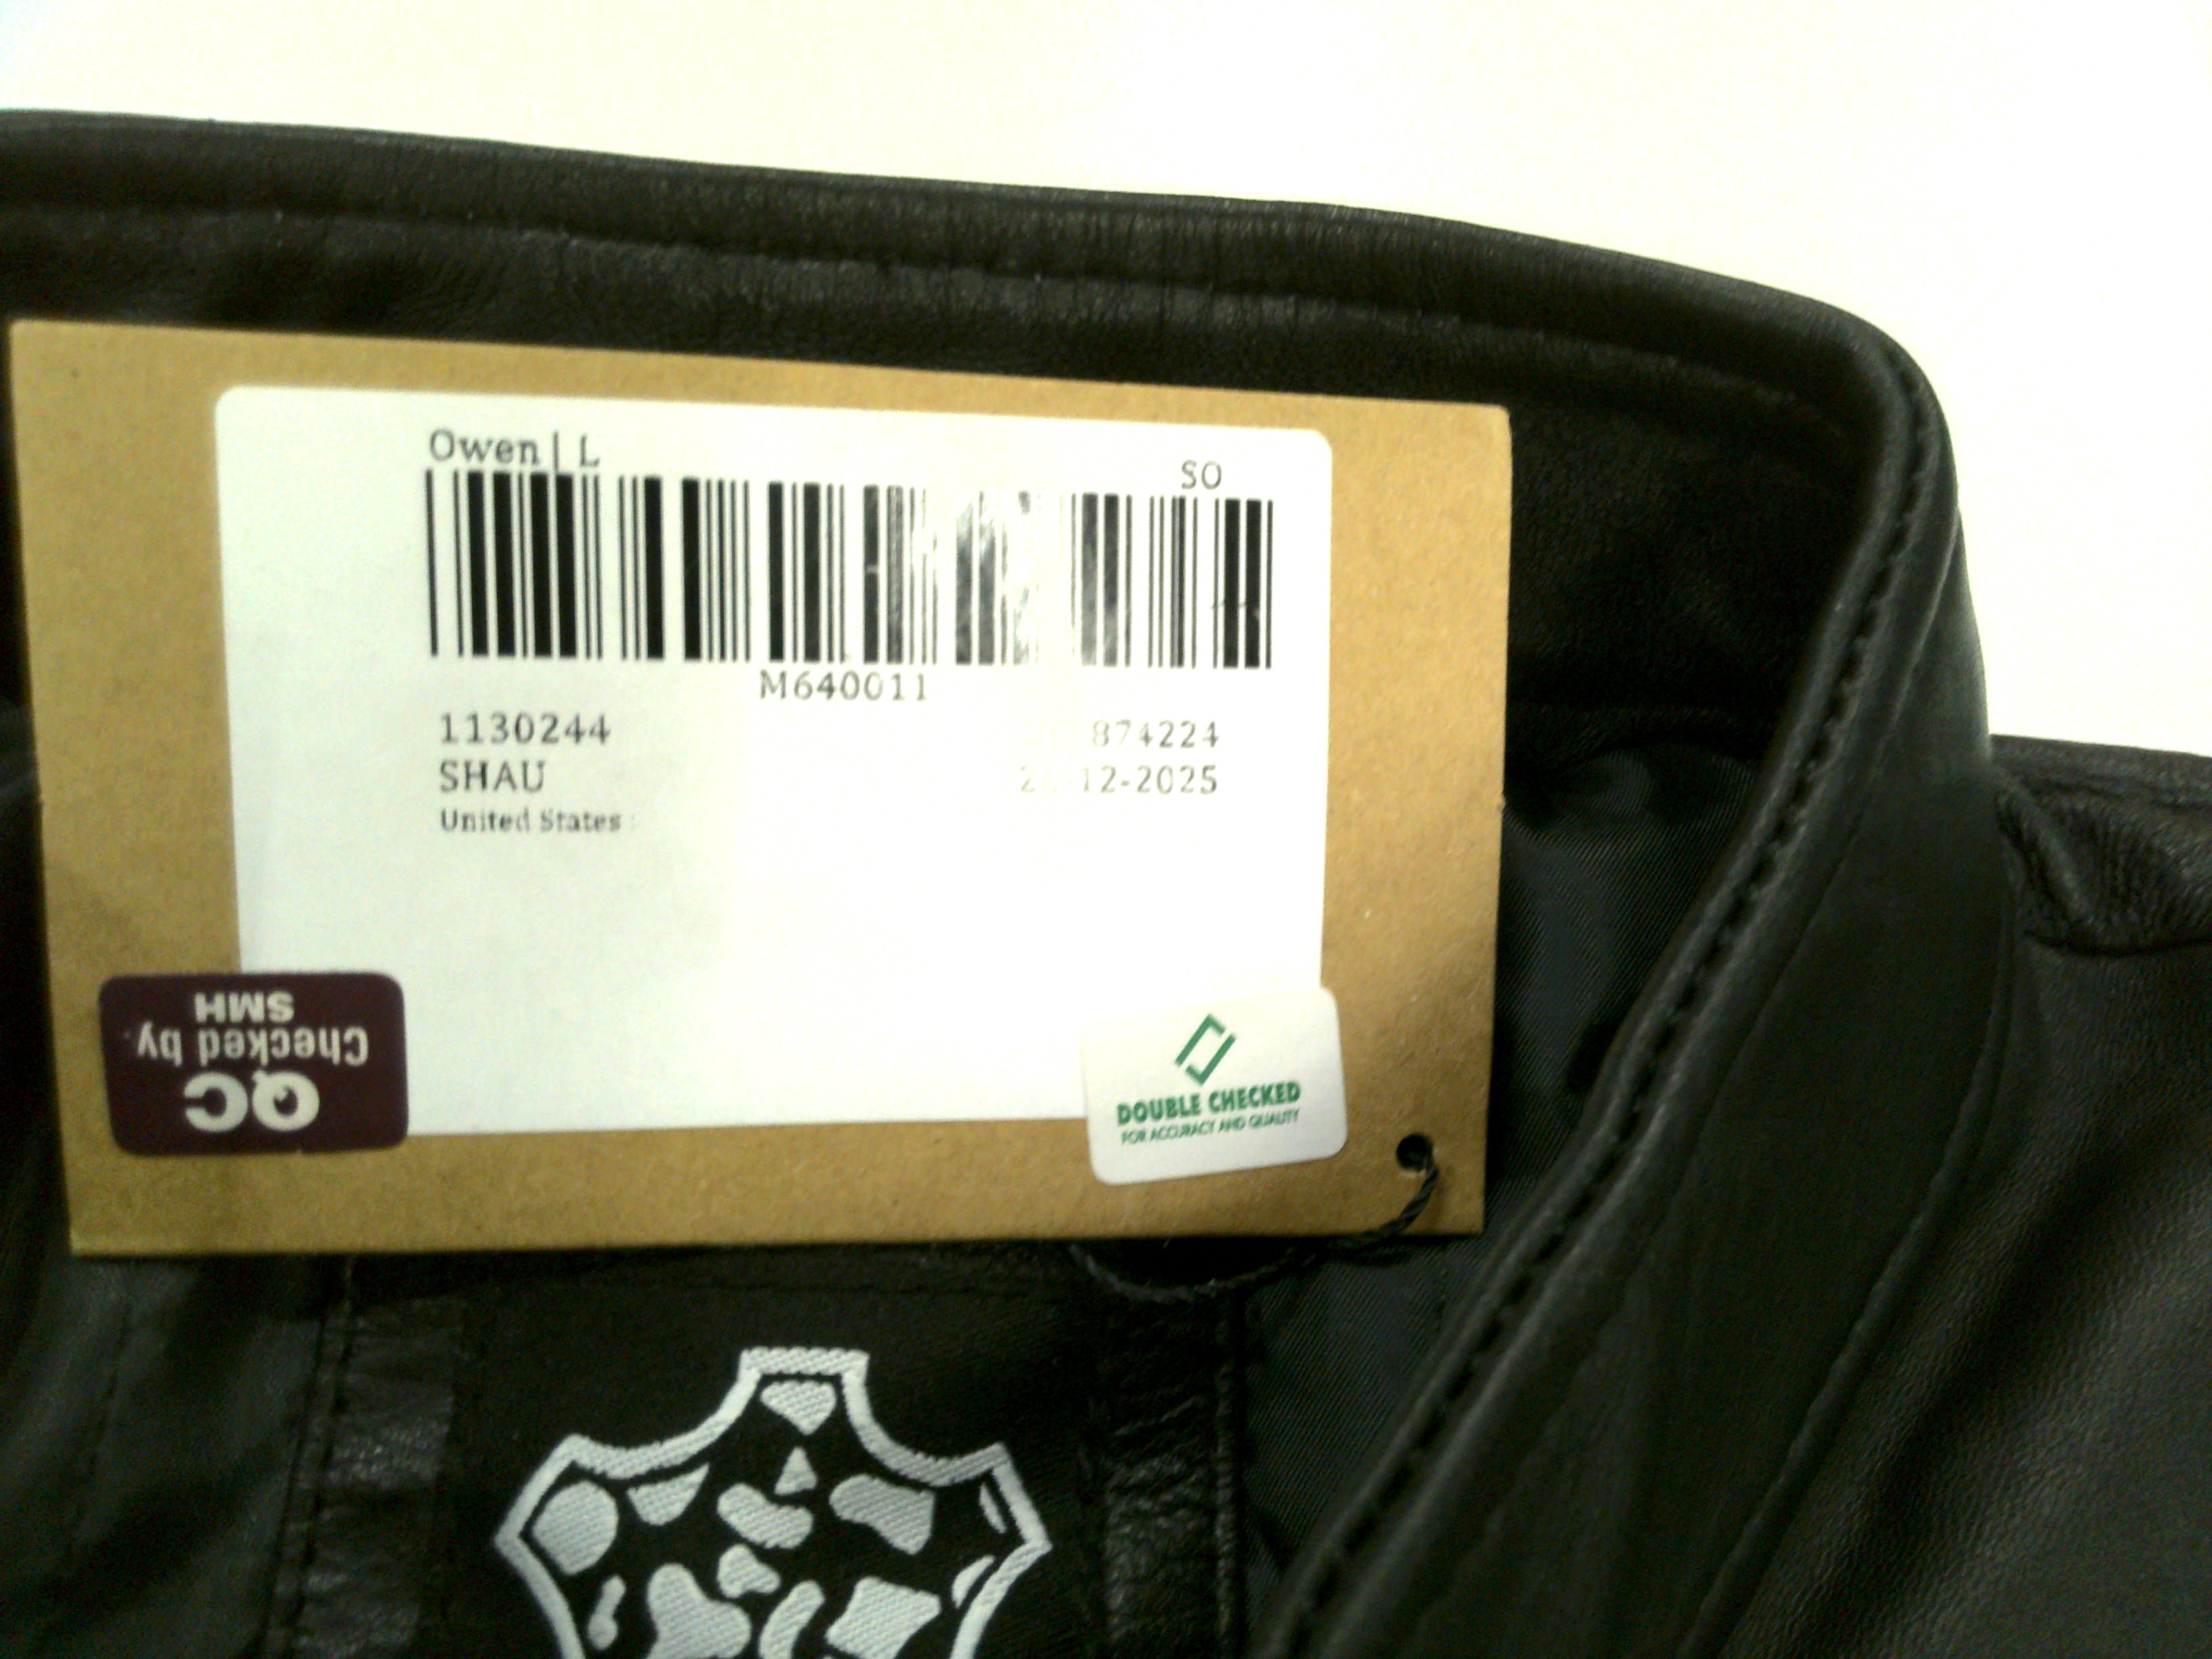 Owen | L
SO
M640011
1130244
874224
SHAU
12-2025
United States
QC
Checked by
SMH
DOUBLE CHECKED
FOR ACCURACY AND QUALITY